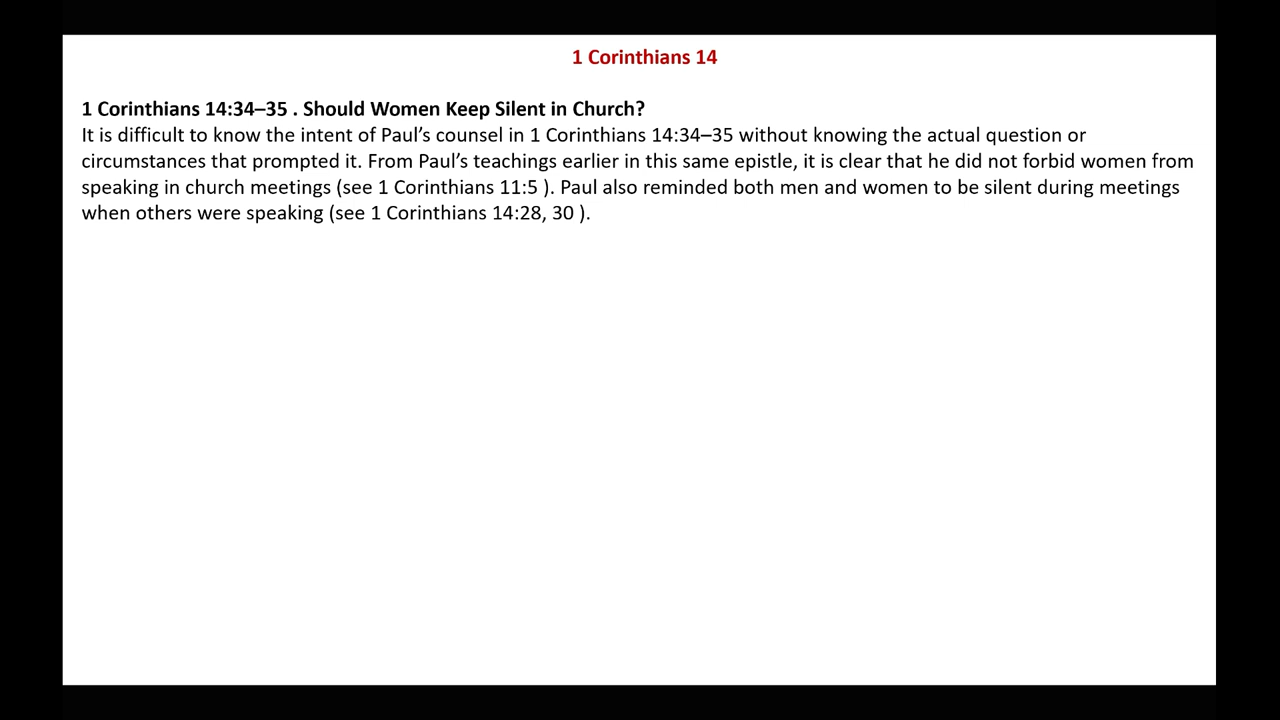 1 Corinthians 14
1 Corinthians 14:34–35 . Should Women Keep Silent in Church?
It is difficult to know the intent of Paul’s counsel in 1 Corinthians 14:34–35 without knowing the actual question or
circumstances that prompted it. From Paul’s teachings earlier in this same epistle, it is clear that he did not forbid women from
speaking in church meetings (see 1 Corinthians 11:5 ). Paul also reminded both men and women to be silent during meetings
when others were speaking (see 1 Corinthians 14:28, 30 ).